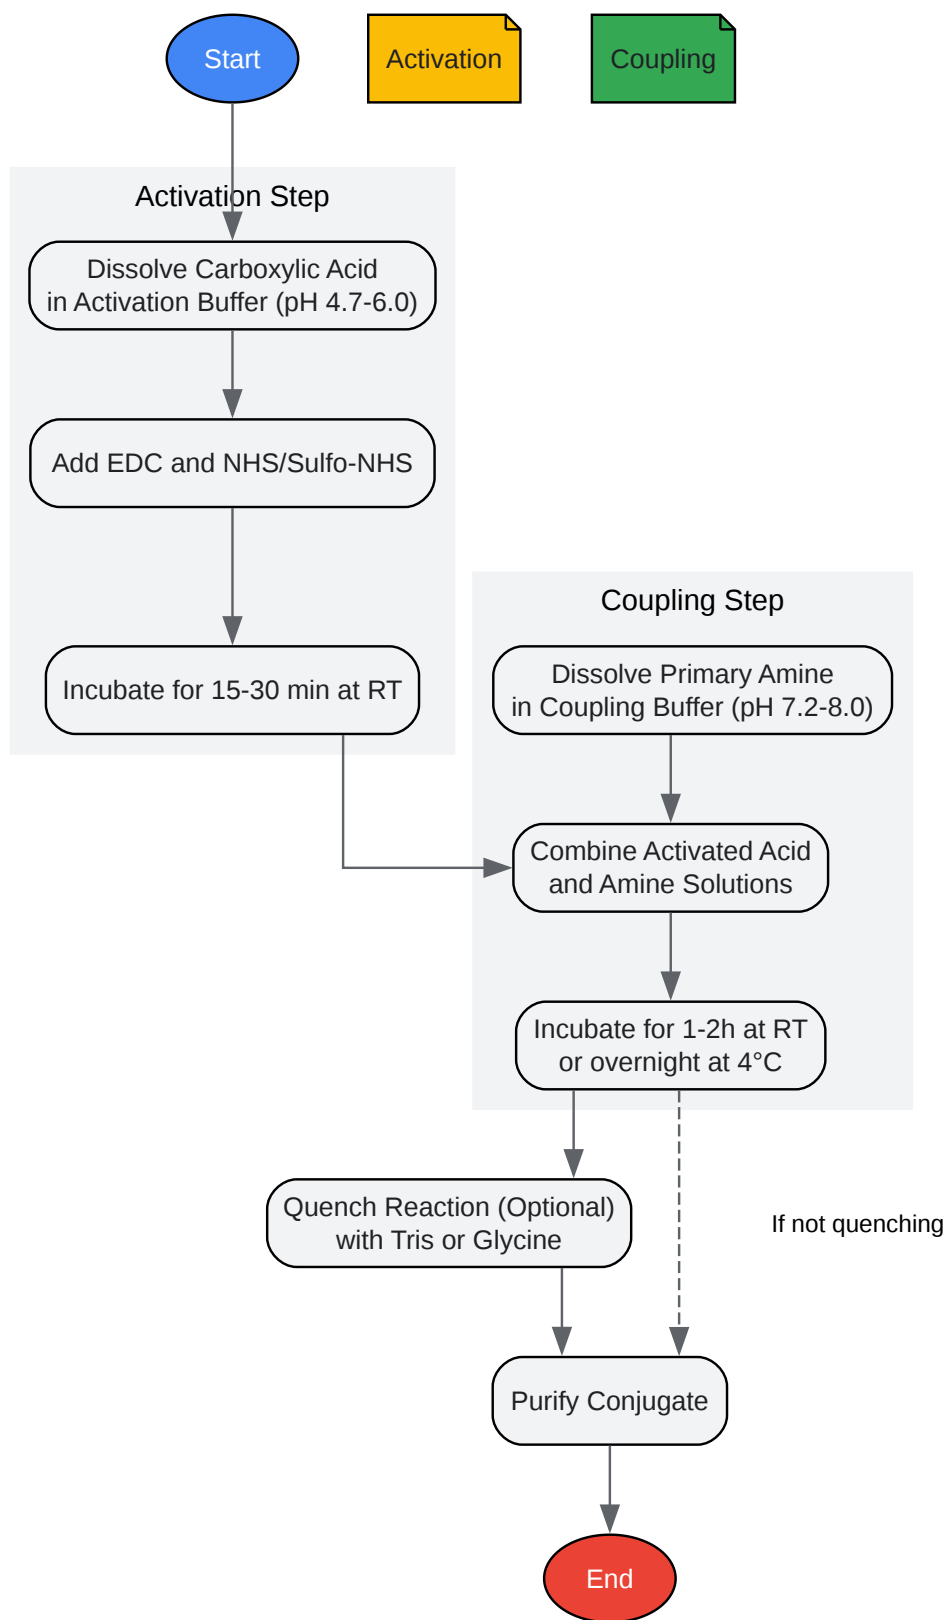 Start
Activation
Coupling
Activation Step
Dissolve Carboxylic Acid
in Activation Buffer (pH 4.7-6.0)
Add EDC and NHS/Sulfo-NHS
Incubate for 15-30 min at RT
Coupling Step
Dissolve Primary Amine
in Coupling Buffer (pH 7.2-8.0)
Combine Activated Acid
and Amine Solutions
Incubate for 1-2h at RT
or overnight at 4°C
Quench Reaction (Optional)
with Tris or Glycine
If not quenching
Purify Conjugate
End